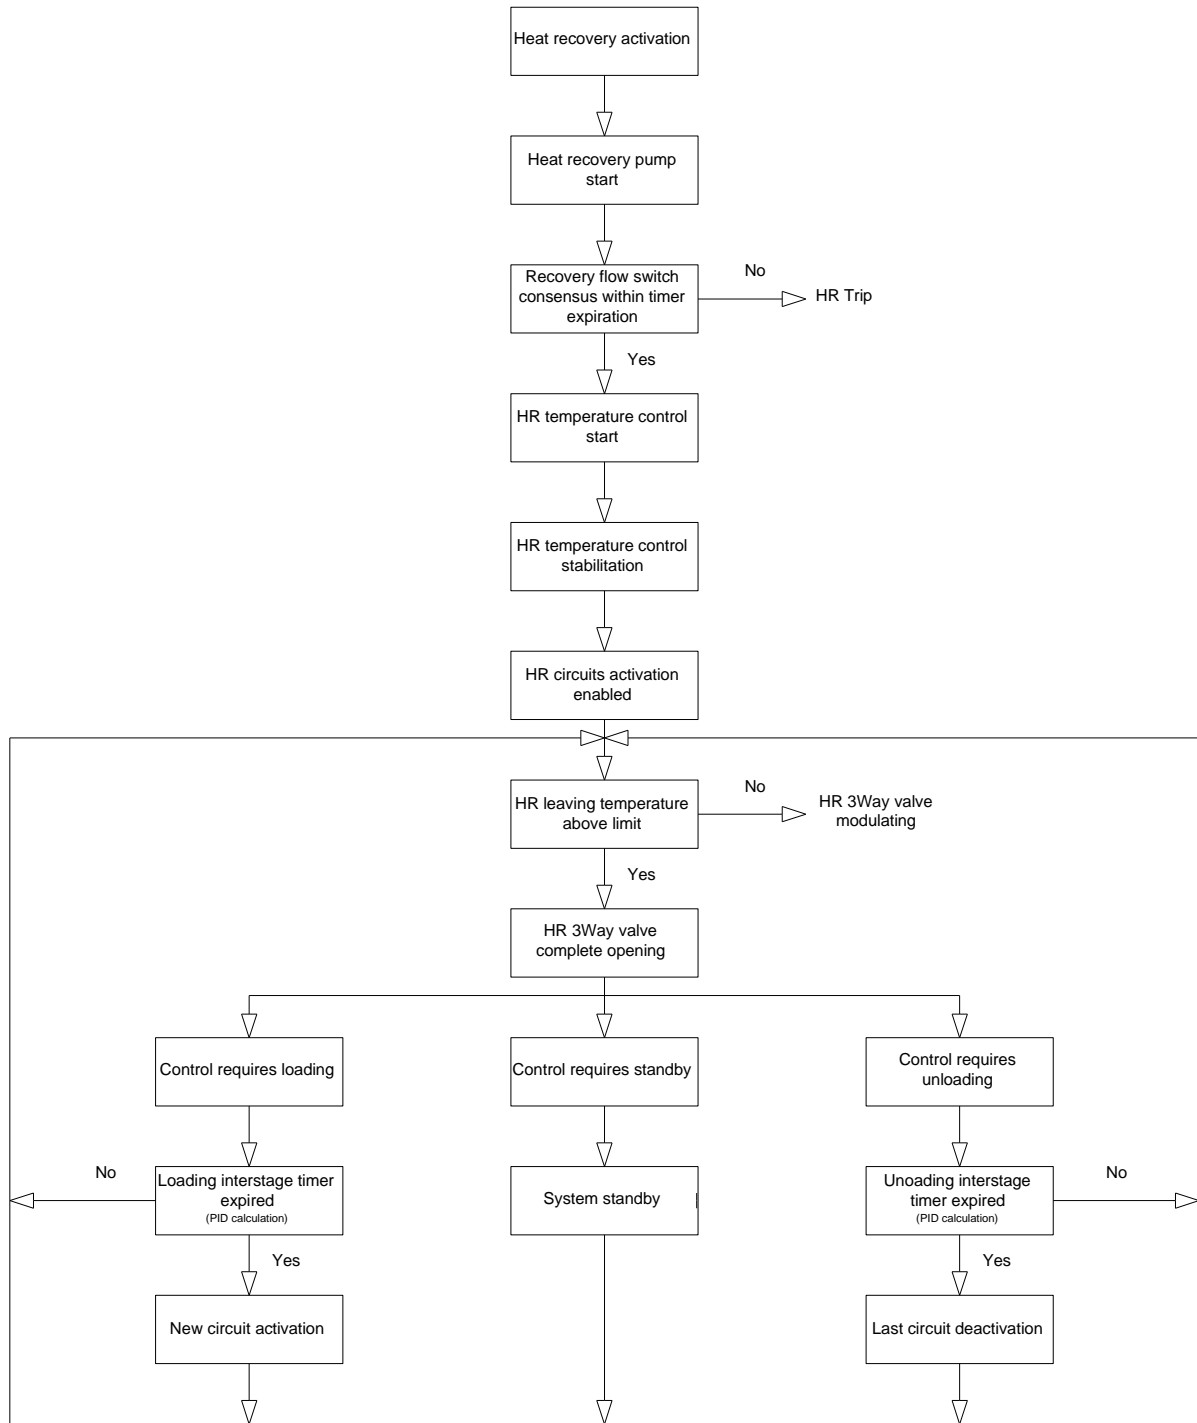 Heat recovery activation
Heat recovery pump
start
Recovery flow switch
consensus within timer
expiration
No
HR Trip
Yes
HR temperature control
start
HR temperature control
stabilitation
HR circuits activation
enabled
HR leaving temperature
above limit
No
HR 3Way valve
modulating
Yes
HR 3Way valve
complete opening
Control requires loading
Control requires standby
Control requires
unloading
No
Loading interstage timer
expired
(PID calculation)
System standby
Unoading interstage
timer expired
(PID calculation)
No
Yes
Yes
New circuit activation
Last circuit deactivation